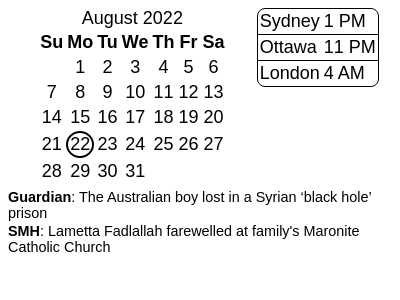 August 2022
Su Mo Tu We Th Fr Sa
1 2 3 4 5 6
7 8 9 10 11 12 13
14 15 16 17 18 19 20
21 22 23 24 25 26 27
28 29 30 31
Sydney 1 PM
Ottawa 11 PM
London 4 AM
Guardian: The Australian boy lost in a Syrian ‘black hole’
prison
SMH: Lametta Fadlallah farewelled at family's Maronite
Catholic Church